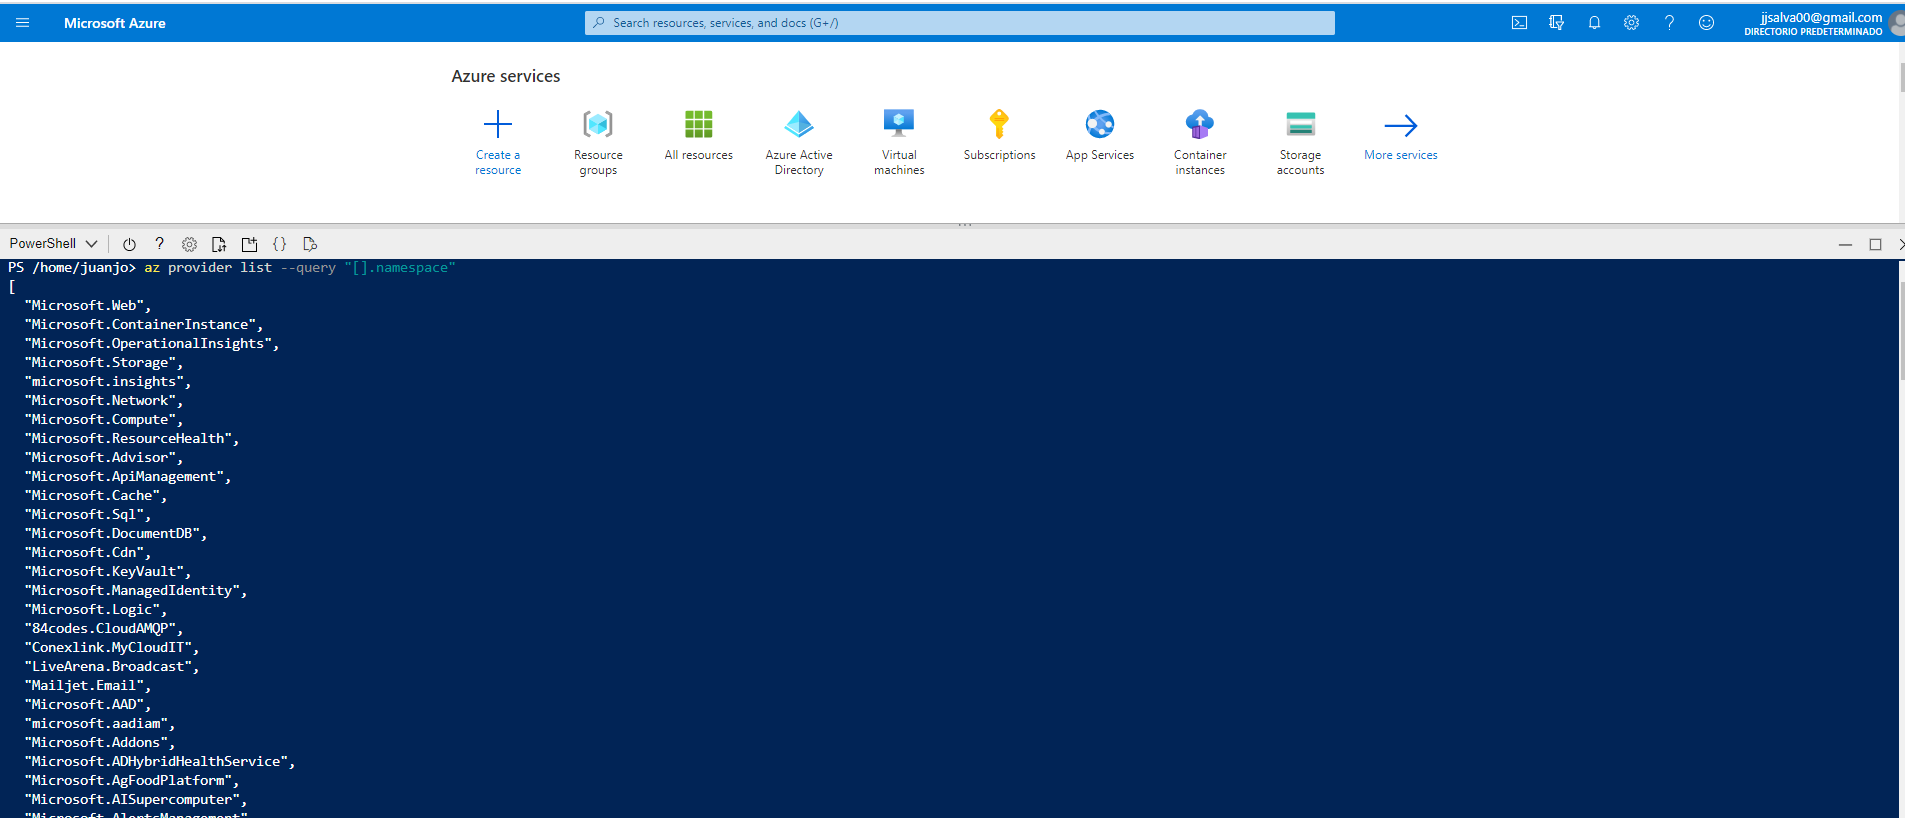 Microsoft Azure
Search resources, services, and docs (G+/)
jjsalva00@gmail.com
DIRECTORIO PREDETERMINADO
Azure services
Create a resource
Resource groups
All resources
Azure Active Directory
Virtual machines
Subscriptions
App Services
Container instances
Storage accounts
More services
PowerShell
PS /home/juanjo> az provider list --query "[].namespace"
[
"Microsoft.Web",
"Microsoft.ContainerInstance",
"Microsoft.OperationalInsights",
"Microsoft.Storage",
"microsoft.insights",
"Microsoft.Network",
"Microsoft.Compute",
"Microsoft.ResourceHealth",
"Microsoft.Advisor",
"Microsoft.ApiManagement",
"Microsoft.Cache",
"Microsoft.Sql",
"Microsoft.DocumentDB",
"Microsoft.Cdn",
"Microsoft.KeyVault",
"Microsoft.ManagedIdentity",
"Microsoft.Logic",
"84codes.CloudAMQP",
"Conexlink.MyCloudIT",
"LiveArena.Broadcast",
"Mailjet.Email",
"Microsoft.AAD",
"microsoft.aadiam",
"Microsoft.Addons",
"Microsoft.ADHybridHealthService",
"Microsoft.AgFoodPlatform",
"Microsoft.AISupercomputer",
"Microsoft.AlertsManagement"